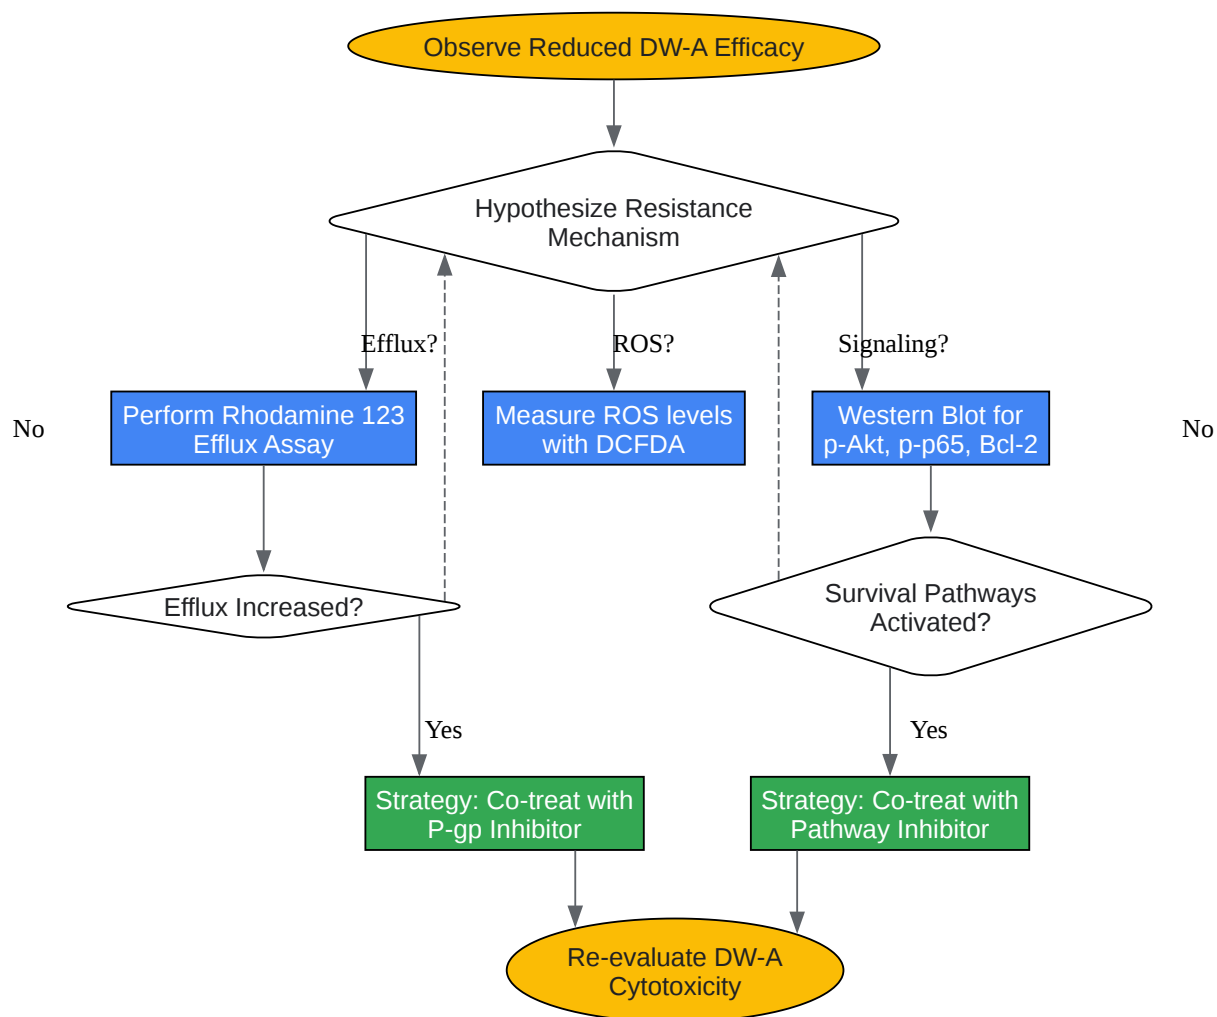 Observe Reduced DW-A Efficacy
Hypothesize Resistance
Mechanism
Efflux?
ROS?
Signaling?
No
Perform Rhodamine 123
Efflux Assay
Measure ROS levels
with DCFDA
Western Blot for
p-Akt, p-p65, Bcl-2
No
Efflux Increased?
Survival Pathways
Activated?
Yes
Yes
Strategy: Co-treat with
P-gp Inhibitor
Strategy: Co-treat with
Pathway Inhibitor
Re-evaluate DW-A
Cytotoxicity